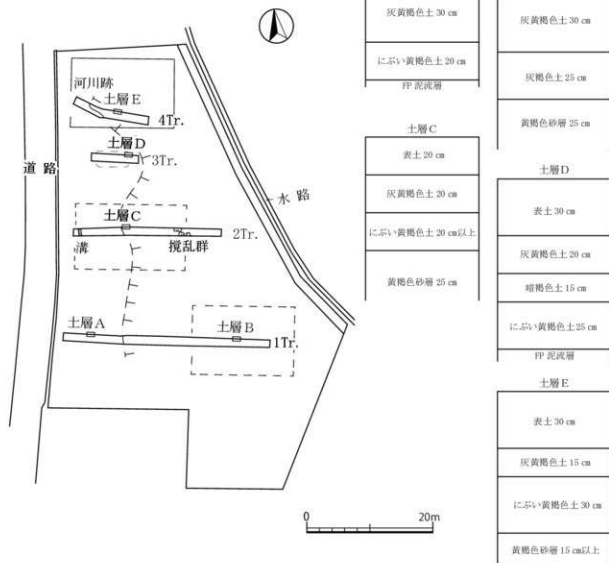 河川跡
土層E
4Tr.
土層D
3Tr.
道 路
水 路
土層C
2Tr.
溝
撹乱群
土層A
土層B
1Tr.
0
20m
灰黄褐色土 30 ㎝
にぶい黄褐色土 20 ㎝
FP 泥流層
土層C
表土 20 ㎝
灰黄褐色土 20 ㎝
にぶい黄褐色土 20 ㎝以上
黄褐色砂層 25 ㎝
灰黄褐色土 30 ㎝
灰褐色土 25 ㎝
黄褐色砂層 25 ㎝
土層D
表土 30 ㎝
灰黄褐色土 20 ㎝
暗褐色土 15 ㎝
にぶい黄褐色土 25 ㎝
FP 泥流層
土層E
表土 30 ㎝
灰黄褐色土 15 ㎝
にぶい黄褐色土 30 ㎝
黄褐色砂層 15 ㎝以上